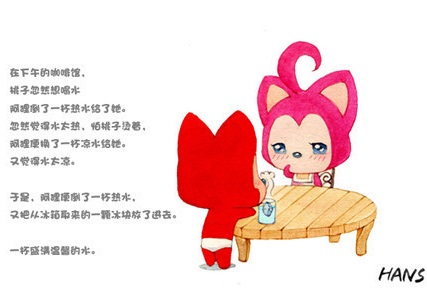 在下午的咖啡馆，
桃子忽然想喝水
阿狸倒了一杯热水给了她。
忽然觉得水太热，怕桃子烫着，
阿狸便换了一杯凉水给她。
又觉得水太凉。
于是，阿狸便倒了一杯热水，
又把从冰箱取来的一颗冰块放了进去。
一杯盛满温馨的水。
HANS